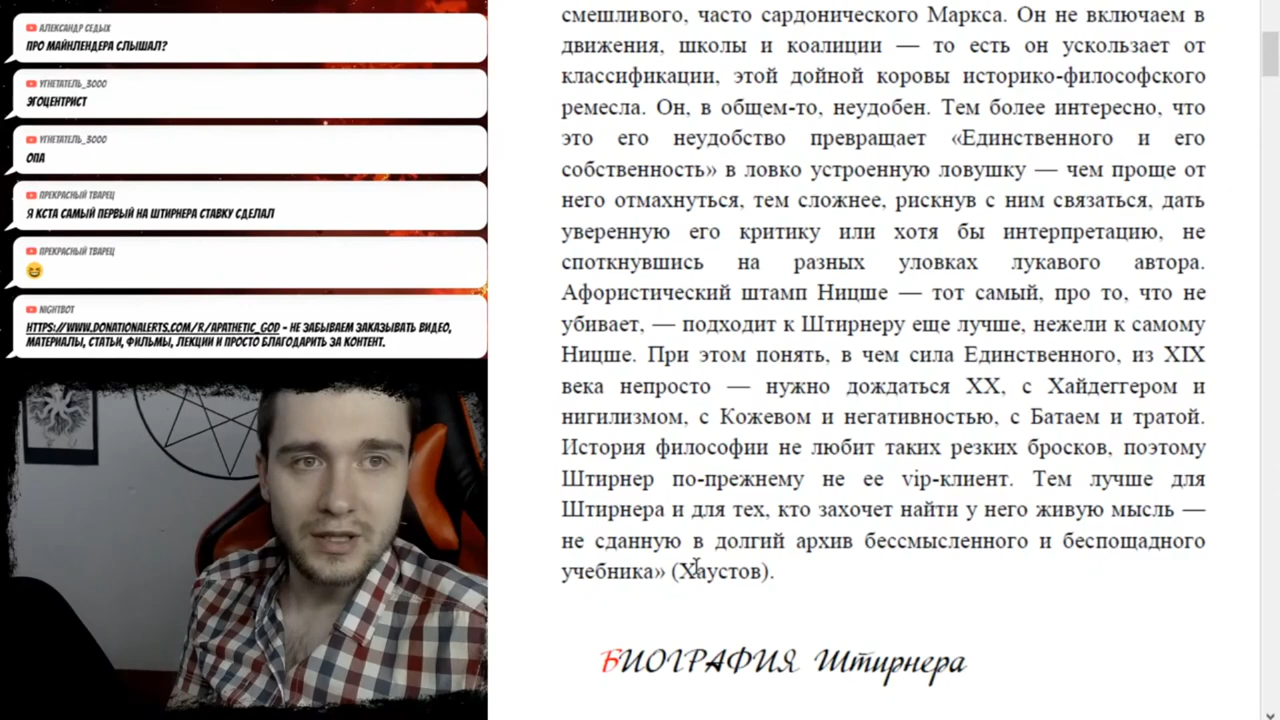 АЛЕКСАНДР СЕДЫХ
ПРО МАЙНЛЕНДЕРА СЛЫШАЛ?
УГНЕТАТЕЛЬ_3000
ЭГОЦЕНТРИСТ
УГНЕТАТЕЛЬ_3000
ОПА
ПРЕКРАСНЫЙ ТВАРЕЦ
Я КСТА САМЫЙ ПЕРВЫЙ НА ШТИРНЕРА СТАВКУ СДЕЛАЛ
ПРЕКРАСНЫЙ ТВАРЕЦ
NIGHTBOT
HTTPS://WWW.DONATIONALERTS.COM/R/APATHETIC_GOD - НЕ ЗАБЫВАЕМ ЗАКАЗЫВАТЬ ВИДЕО,
МАТЕРИАЛЫ, СТАТЬИ, ФИЛЬМЫ, ЛЕКЦИИ И ПРОСТО БЛАГОДАРИТЬ ЗА КОНТЕНТ.
смешливого, часто сардонического Маркса. Он не включаем в
движения, школы и коалиции — то есть он ускользает от
классификации, этой дойной коровы историко-философского
ремесла. Он, в общем-то, неудобен. Тем более интересно, что
это его неудобство превращает «Единственного и его
собственность» в ловко устроенную ловушку — чем проще от
него отмахнуться, тем сложнее, рискнув с ним связаться, дать
уверенную его критику или хотя бы интерпретацию, не
споткнувшись на разных уловках лукавого автора.
Афористический штамп Ницше — тот самый, про то, что не
убивает, — подходит к Штирнеру еще лучше, нежели к самому
Ницше. При этом понять, в чем сила Единственного, из XIX
века непросто — нужно дождаться XX, с Хайдеггером и
нигилизмом, с Кожевом и негативностью, с Батаем и тратой.
История философии не любит таких резких бросков, поэтому
Штирнер по-прежнему не ее vip-клиент. Тем лучше для
Штирнера и для тех, кто захочет найти у него живую мысль —
не сданную в долгий архив бессмысленного и беспощадного
учебника» (Хаустов).
БИОГРАФИЯ Штирнера